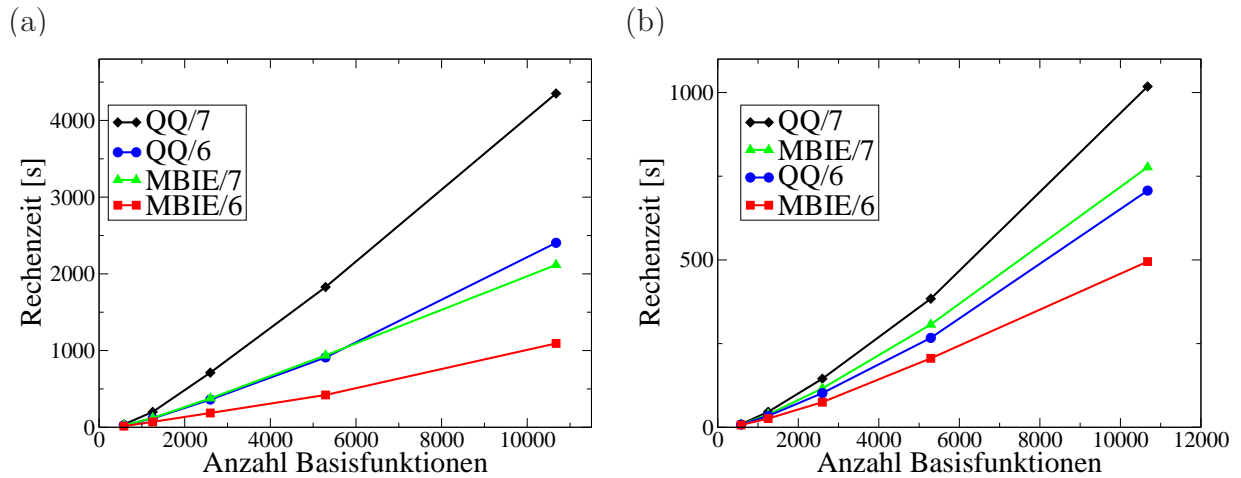 (a)
4000
3000
2000
1000
0
Rechenzeit [s]
QQ/7
QQ/6
MBIE/7
MBIE/6
0 2000 4000 6000 8000 10000
Anzahl Basisfunktionen
(b)
1000
500
0
Rechenzeit [s]
QQ/7
MBIE/7
QQ/6
MBIE/6
0 2000 4000 6000 8000 10000 12000
Anzahl Basisfunktionen